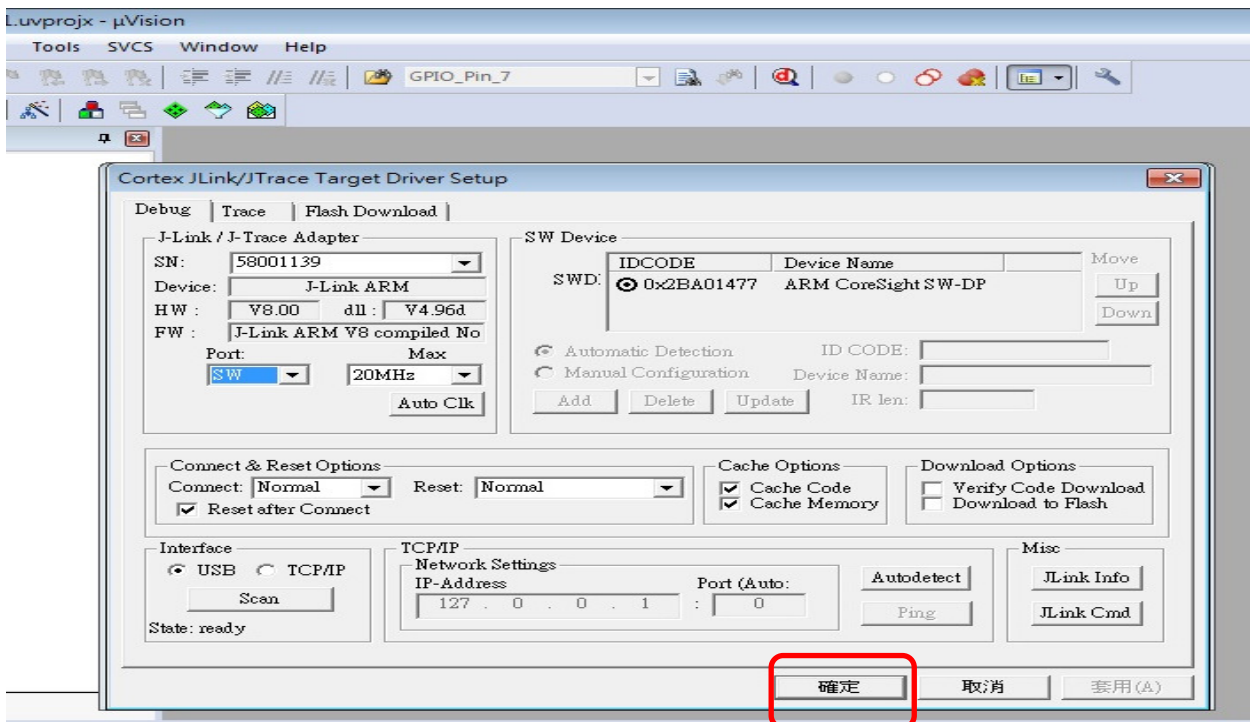 L.uvprojx - µVision
Tools SVCS Window Help
GPIO_Pin_7
Cortex JLink/JTrace Target Driver Setup
Debug Trace Flash Download
J-Link / J-Trace Adapter
SN: 58001139
Device: J-Link ARM
HW : V8.00 dll : V4.96d
FW : J-Link ARM V8 compiled No
Port: Max
SW 20MHz
Auto Clk
SW Device
IDCODE Device Name Move
SWD: 0x2BA01477 ARM CoreSight SW-DP Up
Down
Automatic Detection ID CODE:
Manual Configuration Device Name:
Add Delete Update IR len:
Connect & Reset Options
Connect: Normal Reset: Normal
Reset after Connect
Cache Options
Cache Code
Cache Memory
Download Options
Verify Code Download
Download to Flash
Interface
USB TCP/IP
Scan
State: ready
TCP/IP
Network Settings
IP-Address Port (Auto:
127 . 0 . 0 . 1 : 0
Autodetect
Ping
Misc
JLink Info
JLink Cmd
確定 取消 套用(A)